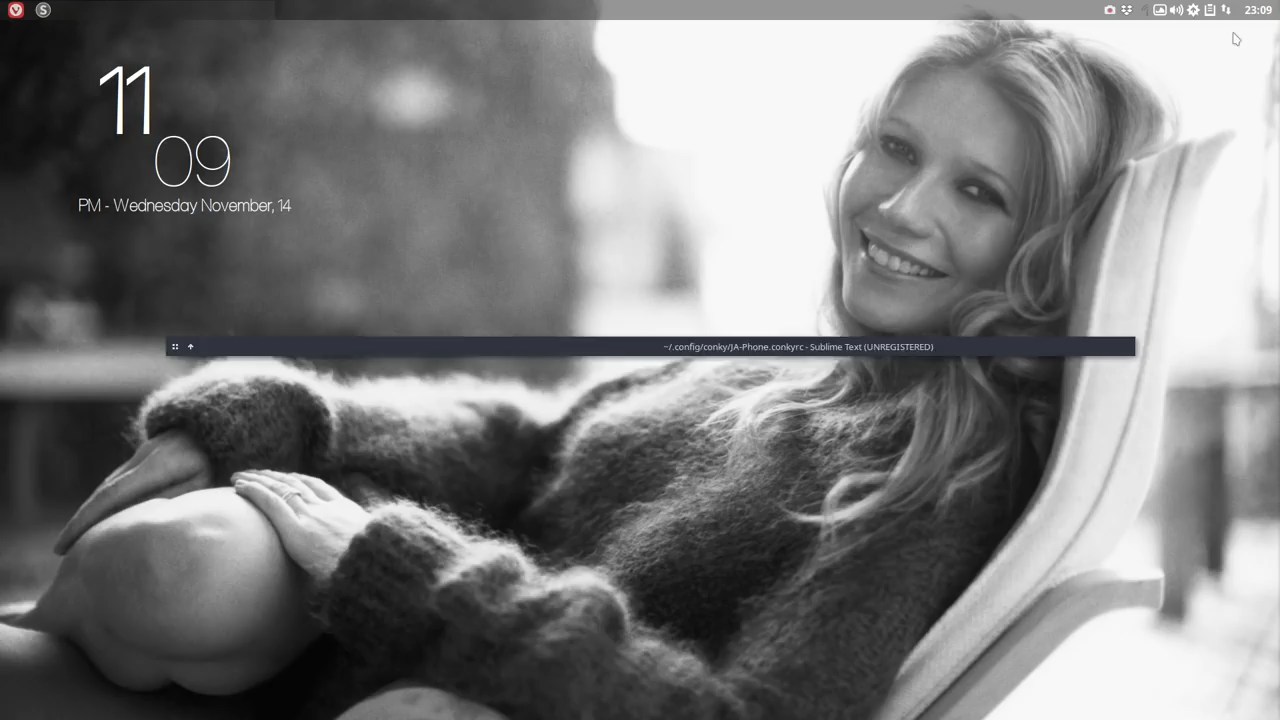 23:09
11
09
PM - Wednesday November, 14
~/.config/conky/JA-Phone.conkyrc - Sublime Text (UNREGISTERED)